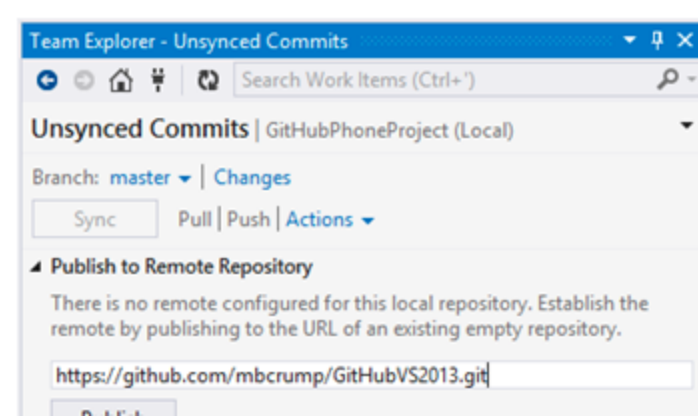 Team Explorer - Unsynced Commits
Search Work Items (Ctrl+')
Unsynced Commits | GitHubPhoneProject (Local)
Branch: master | Changes
Sync Pull | Push | Actions
Publish to Remote Repository
There is no remote configured for this local repository. Establish the
remote by publishing to the URL of an existing empty repository.
https://github.com/mbcrump/GitHubVS2013.git
Publish